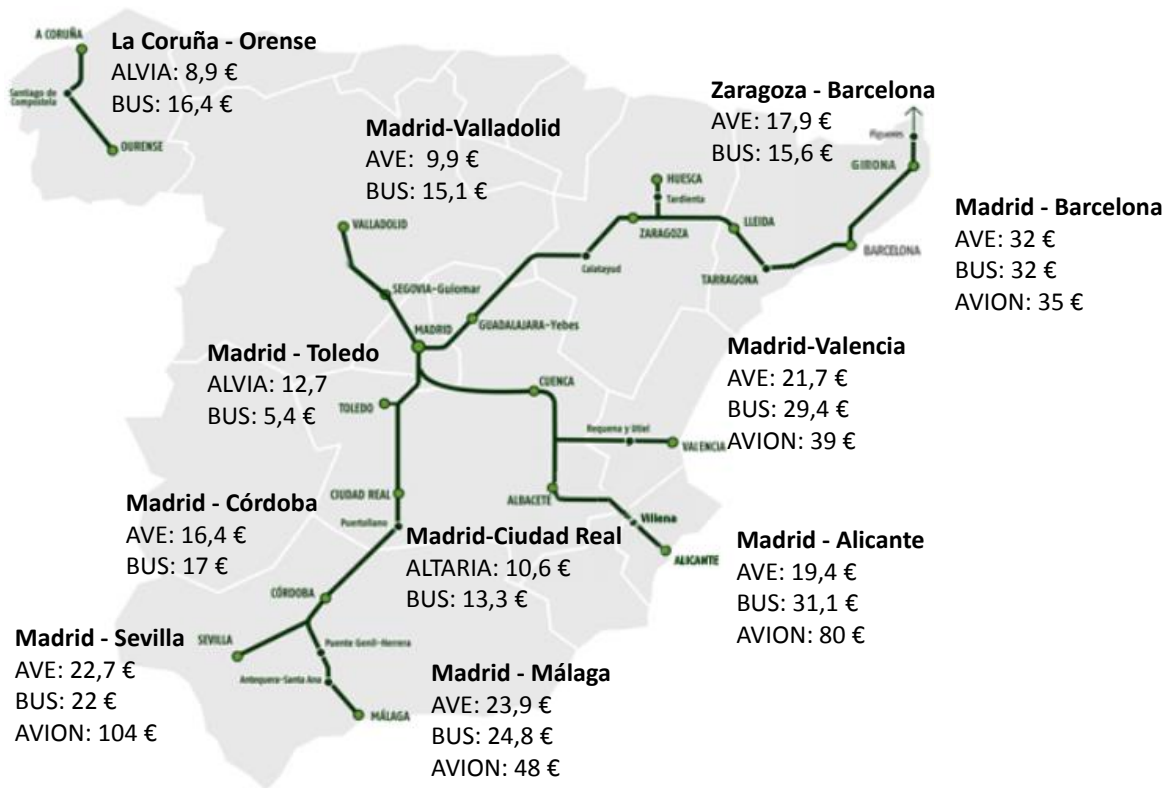 A CORUÑA
Santiago de
Compostela
OURENSE
La Coruña - Orense
ALVIA: 8,9 €
BUS: 16,4 €
Madrid-Valladolid
AVE: 9,9 €
BUS: 15,1 €
Zaragoza - Barcelona
AVE: 17,9 €
BUS: 15,6 €
Figueres
GIRONA
HUESCA
Tardienta
VALLADOLID
ZARAGOZA
LLEIDA
BARCELONA
Calatayud
TARRAGONA
Madrid - Barcelona
AVE: 32 €
BUS: 32 €
AVION: 35 €
SEGOVIA-Guiomar
MADRID
GUADALAJARA-Yebes
Madrid - Toledo
ALVIA: 12,7
BUS: 5,4 €
TOLEDO
CUENCA
Madrid-Valencia
AVE: 21,7 €
BUS: 29,4 €
AVION: 39 €
Requena y Utiel
VALENCIA
CIUDAD REAL
Puertollano
ALBACETE
Villena
ALICANTE
Madrid - Córdoba
AVE: 16,4 €
BUS: 17 €
Madrid-Ciudad Real
ALTARIA: 10,6 €
BUS: 13,3 €
Madrid - Alicante
AVE: 19,4 €
BUS: 31,1 €
AVION: 80 €
CÓRDOBA
SEVILLA
Puente Genil-Herrera
Antequera-Santa Ana
MÁLAGA
Madrid - Sevilla
AVE: 22,7 €
BUS: 22 €
AVION: 104 €
Madrid - Málaga
AVE: 23,9 €
BUS: 24,8 €
AVION: 48 €